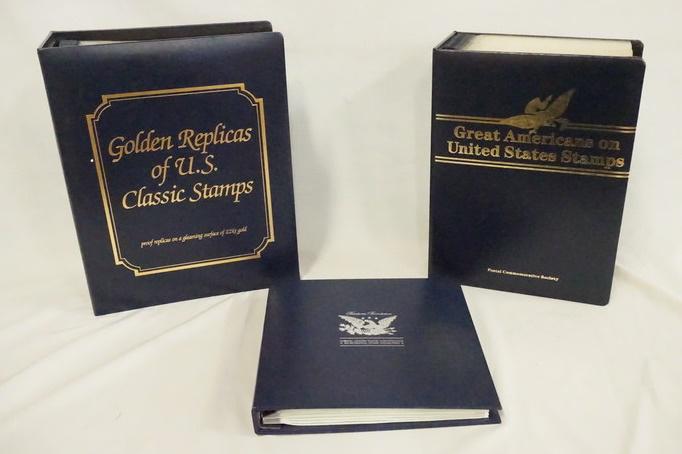 Golden Replicas
of U.S.
Classic Stamps
proof replicas on a gleaming surface of 22kt gold
Great Americans on
United States Stamps
Postal Commemorative Society